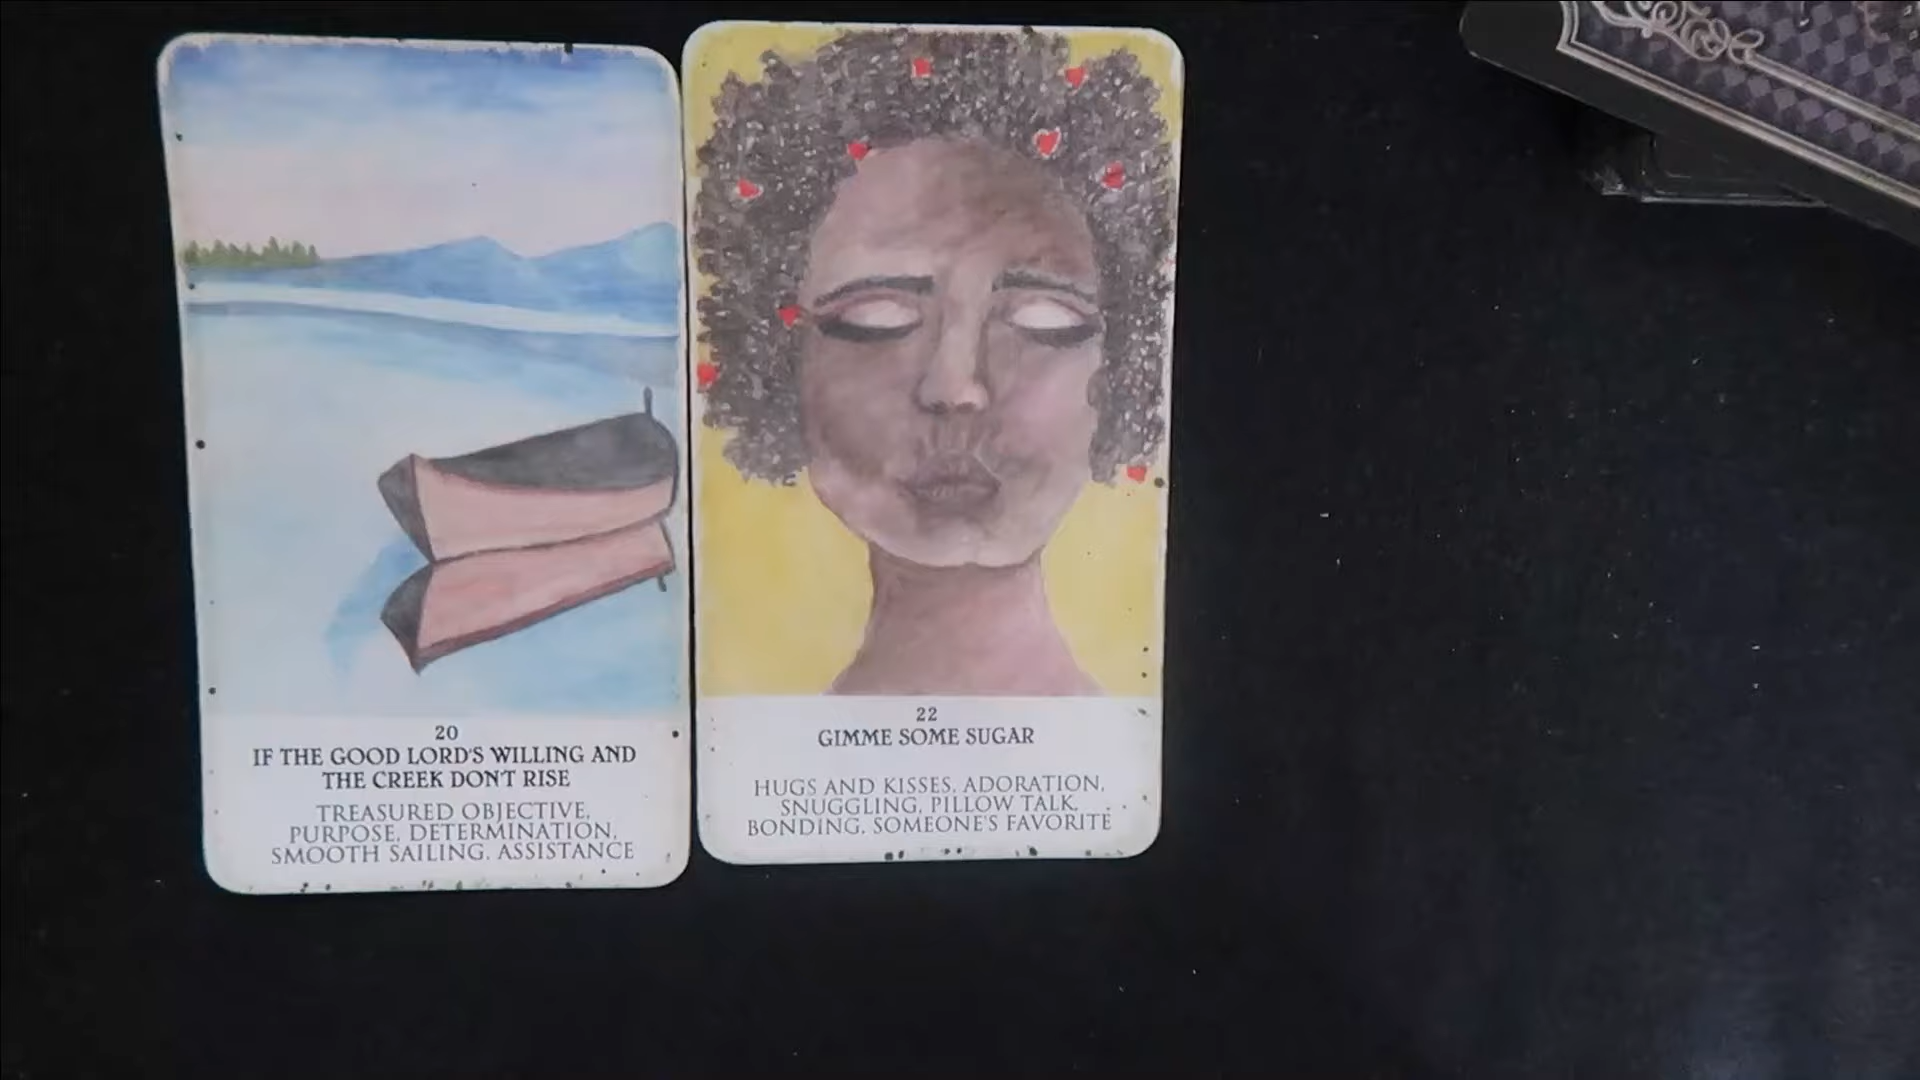 20
IF THE GOOD LORD'S WILLING AND
THE CREEK DON'T RISE
TREASURED OBJECTIVE,
PURPOSE, DETERMINATION,
SMOOTH SAILING, ASSISTANCE
22
GIMME SOME SUGAR
HUGS AND KISSES, ADORATION,
SNUGGLING, PILLOW TALK,
BONDING, SOMEONE'S FAVORITE